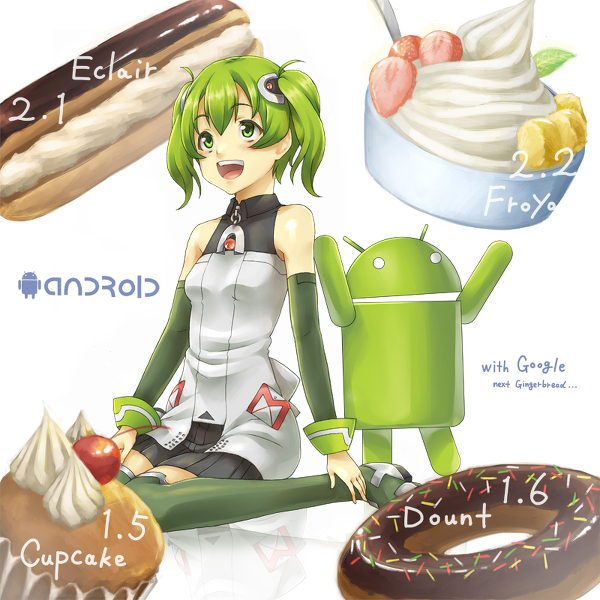 Eclair
2.1
2.2
Froyo
android
with Google
next Gingerbread...
1.6
Dount
1.5
Cupcake